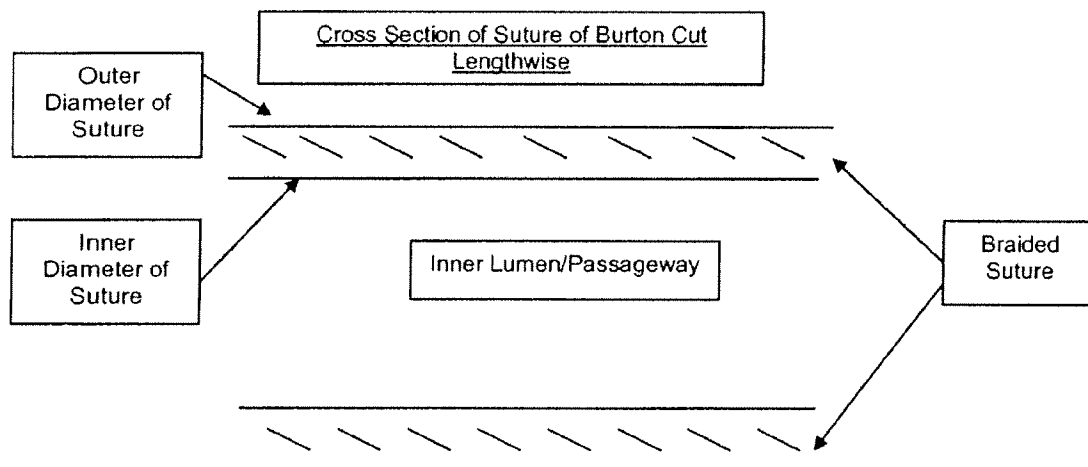 Cross Section of Suture of Burton Cut
Lengthwise
Outer
Diameter of
Suture
Inner
Diameter of
Suture
Inner Lumen/Passageway
Braided
Suture